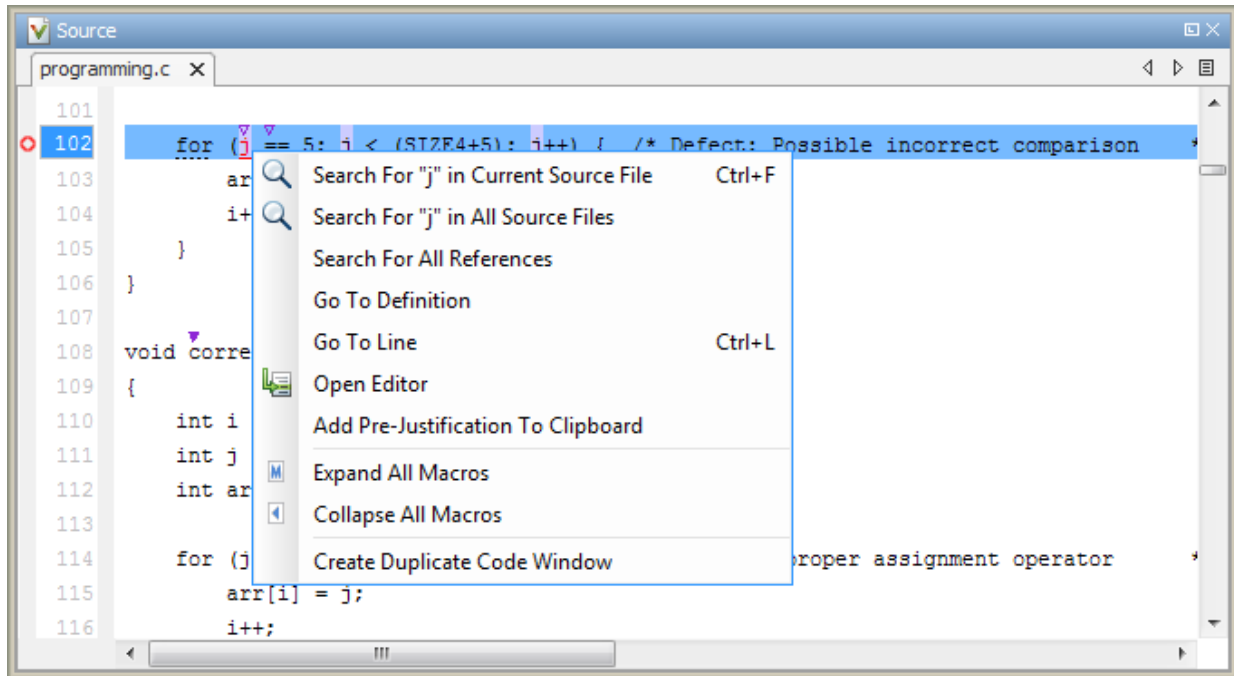 Source
programming.c
101
102 for (j == 5; j < (SIZE4+5); j++) { /* Defect: Possible incorrect comparison *
103 ar
104 i+
105 }
106 }
107
108 void corre
109 {
110 int i
111 int j
112 int ar
113
114 for (j proper assignment operator *
115 arr[i] = j;
116 i++;
Search For "j" in Current Source File Ctrl+F
Search For "j" in All Source Files
Search For All References
Go To Definition
Go To Line Ctrl+L
Open Editor
Add Pre-Justification To Clipboard
M Expand All Macros
Collapse All Macros
Create Duplicate Code Window